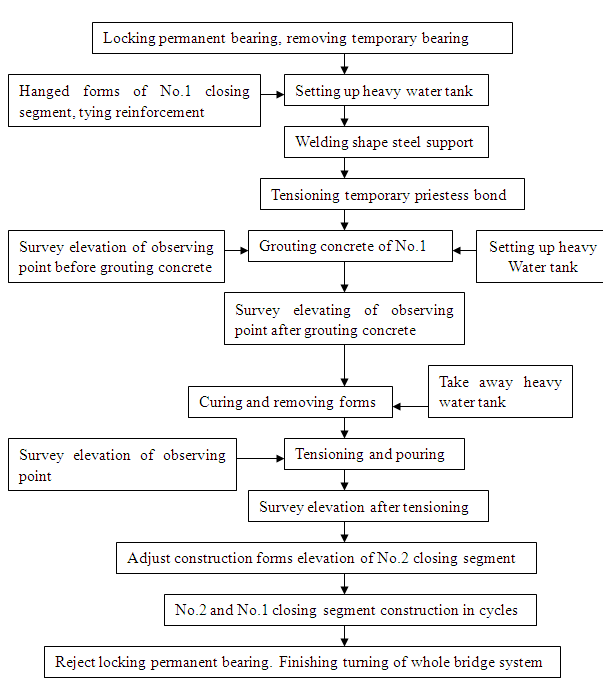 Locking permanent bearing, removing temporary bearing
Hanged forms of No.1 closing
segment, tying reinforcement
Setting up heavy water tank
Welding shape steel support
Tensioning temporary priestess bond
Survey elevation of observing
point before grouting concrete
Grouting concrete of No.1
Setting up heavy
Water tank
Survey elevating of observing
point after grouting concrete
Take away heavy
water tank
Curing and removing forms
Survey elevation of observing
point
Tensioning and pouring
Survey elevation after tensioning
Adjust construction forms elevation of No.2 closing segment
No.2 and No.1 closing segment construction in cycles
Reject locking permanent bearing. Finishing turning of whole bridge system